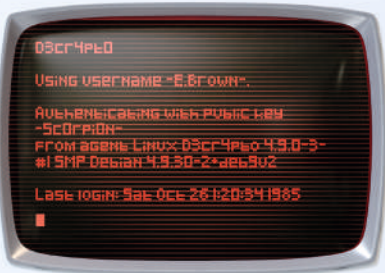 D3cr4pt0
Using username "E.Brown".
Authenticating with public key
"Sc0rpi0n"
From agent Linux D3cr4pt0 4.9.0-3-
#1 SMP Debian 4.9.30-2+deb9u2
Last login: Sat Oct 26 1:20:34 1985